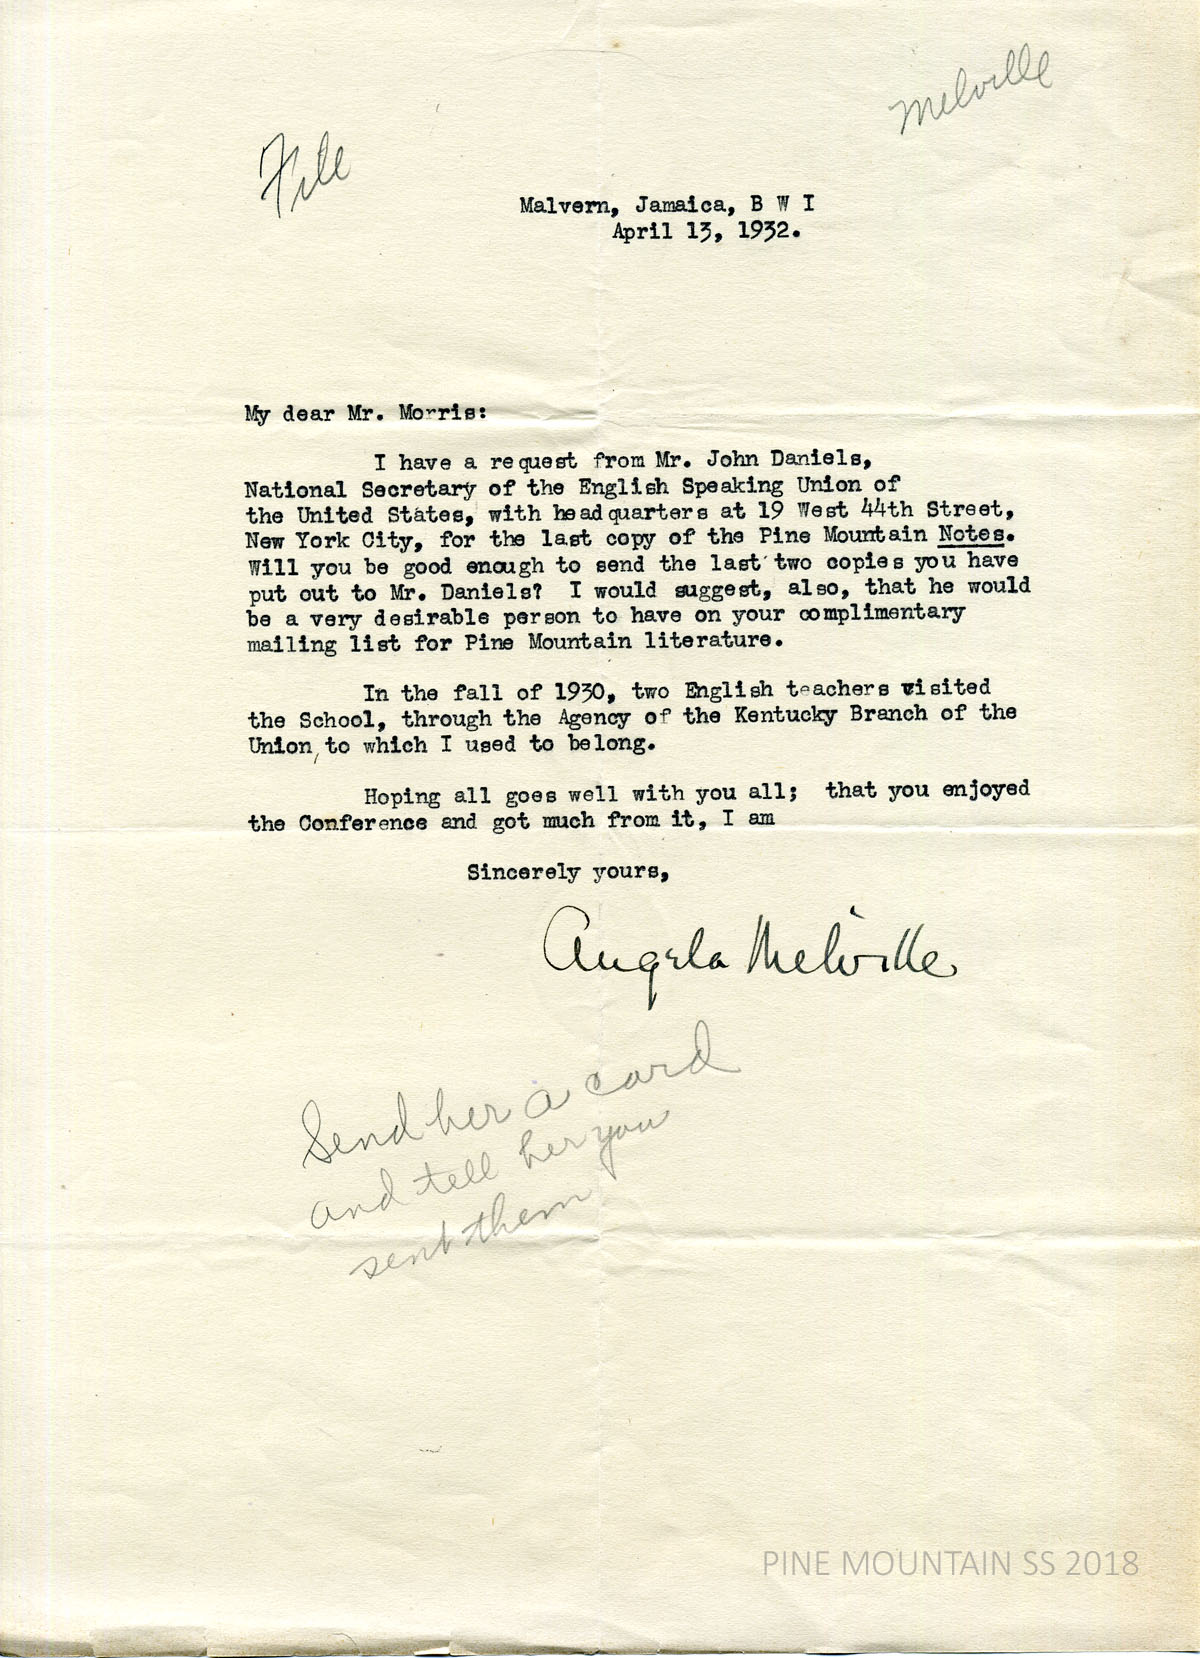 Melville
File
Malvern, Jamaica, B W I
April 13, 1932.
My dear Mr. Morris:
I have a request from Mr. John Daniels,
National Secretary of the English Speaking Union of
the United States, with headquarters at 19 West 44th Street,
New York City, for the last copy of the Pine Mountain Notes.
Will you be good enough to send the last two copies you have
put out to Mr. Daniels? I would suggest, also, that he would
be a very desirable person to have on your complimentary
mailing list for Pine Mountain literature.
In the fall of 1930, two English teachers visited
the School, through the Agency of the Kentucky Branch of the
Union, to which I used to belong.
Hoping all goes well with you all; that you enjoyed
the Conference and got much from it, I am
Sincerely yours,
Angela Melville
Send her a card
and tell her you
sent them
PINE MOUNTAIN SS 2018